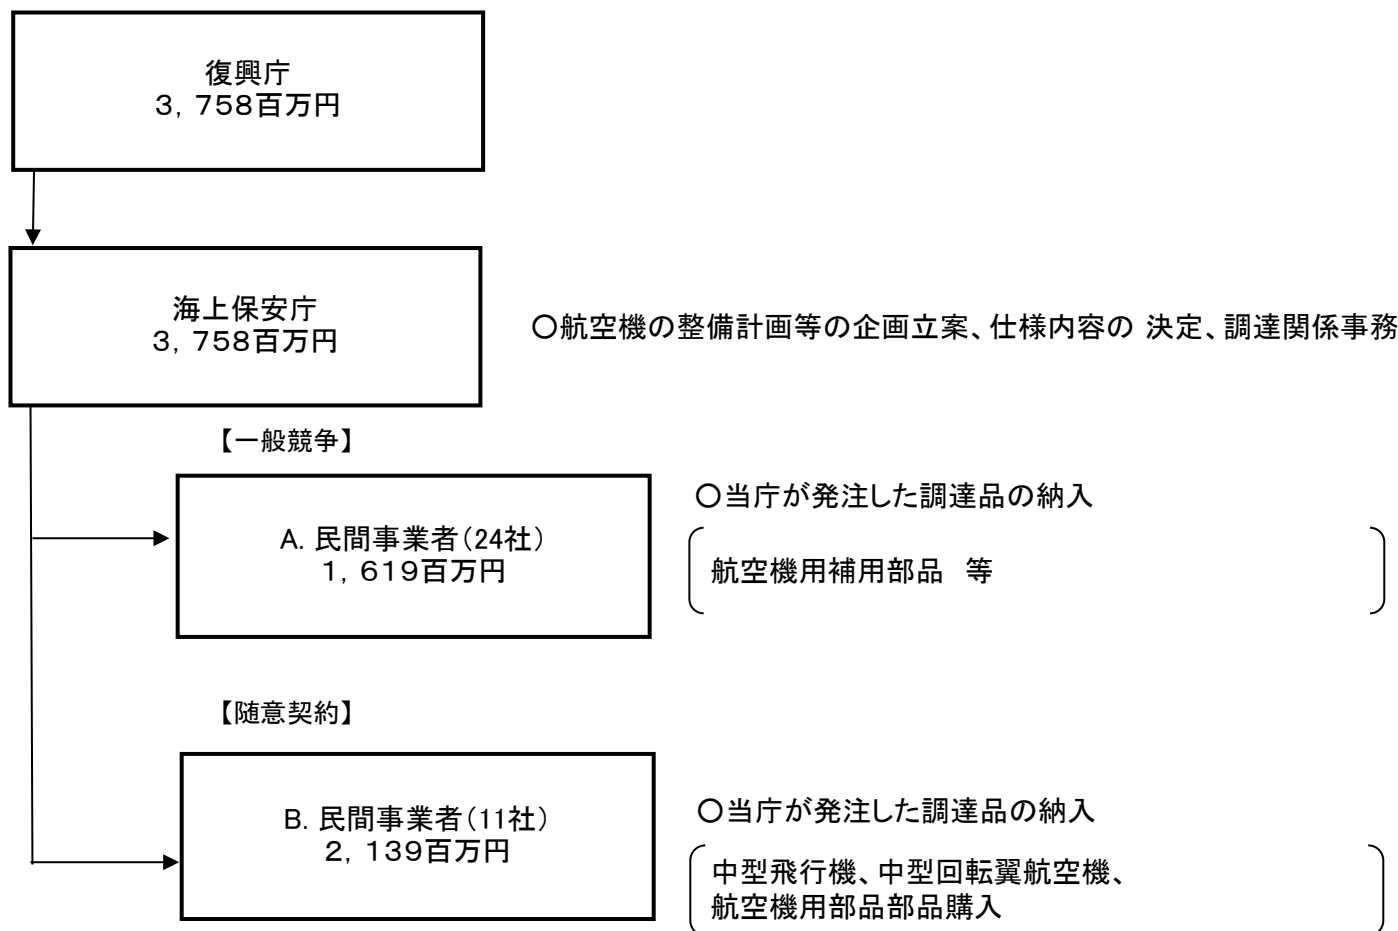 復興庁
3，758百万円
海上保安庁
3，758百万円
○航空機の整備計画等の企画立案、仕様内容の 決定、調達関係事務
【一般競争】
A. 民間事業者（24社）
1，619百万円
○当庁が発注した調達品の納入
航空機用補用部品　等
【随意契約】
B. 民間事業者（11社）
2，139百万円
○当庁が発注した調達品の納入
中型飛行機、中型回転翼航空機、
航空機用部品部品購入